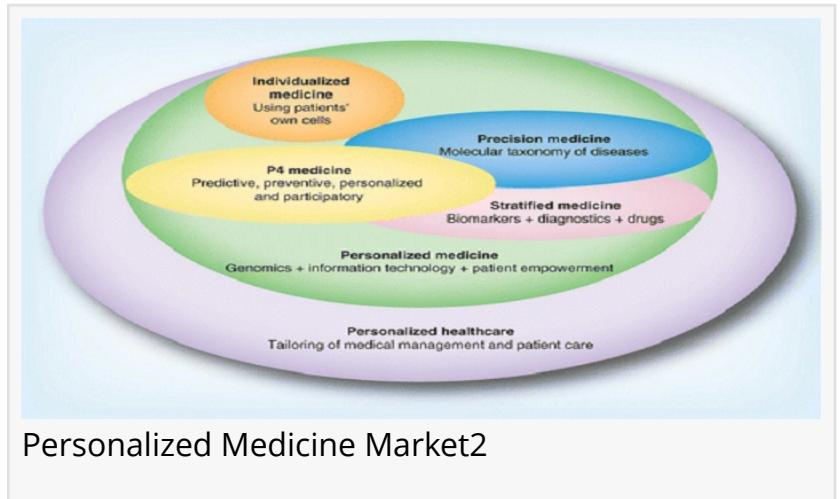 Individualized
medicine
Using patients'
own cells
Precision medicine
Molecular taxonomy of diseases
P4 medicine
Predictive, preventive, personalized
and participatory
Stratified medicine
Biomarkers + diagnostics + drugs
Personalized medicine
Genomics + information technology + patient empowerment
Personalized healthcare
Tailoring of medical management and patient care
Personalized Medicine Market2